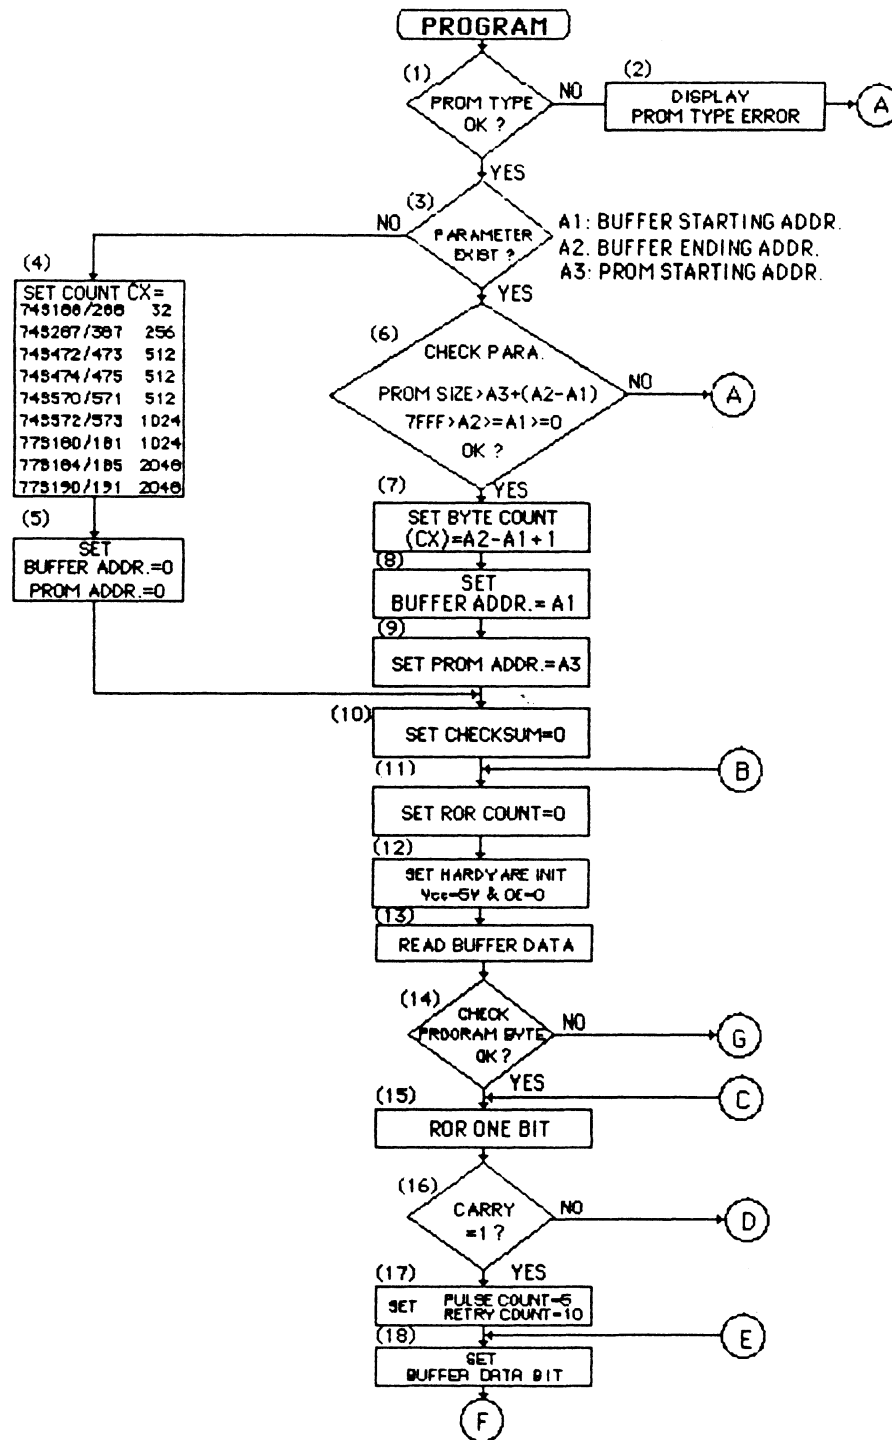 PROGRAM
(1)
PROM TYPE
OK ?
NO
(2)
DISPLAY
PROM TYPE ERROR
A
YES
(3)
NO
PARAMETER
EXIST ?
A1: BUFFER STARTING ADDR.
A2. BUFFER ENDING ADDR.
A3: PROM STARTING ADDR.
YES
(4)
SET COUNT CX=
74S188/288 32
74S287/387 256
74S472/473 512
74S474/475 512
74S570/571 512
74S572/573 1024
77S180/181 1024
77S184/185 2048
77S190/191 2048
(5)
SET
BUFFER ADDR.=0
PROM ADDR.=0
(6)
CHECK PARA.
PROM SIZE>A3+(A2-A1)
7FFF>A2>=A1>=0
OK ?
NO
A
YES
(7)
SET BYTE COUNT
(CX)=A2-A1+1
(8)
SET
BUFFER ADDR.= A1
(9)
SET PROM ADDR.=A3
(10)
SET CHECKSUM=0
B
(11)
SET ROR COUNT=0
(12)
SET HARDWARE INIT
Vcc=5V & OE=0
(13)
READ BUFFER DATA
(14)
CHECK
PROGRAM BYTE
OK?
NO
G
YES
C
(15)
ROR ONE BIT
(16)
CARRY
=1 ?
NO
D
YES
(17)
SET PULSE COUNT=5
RETRY COUNT=10
E
(18)
SET
BUFFER DATA BIT
F